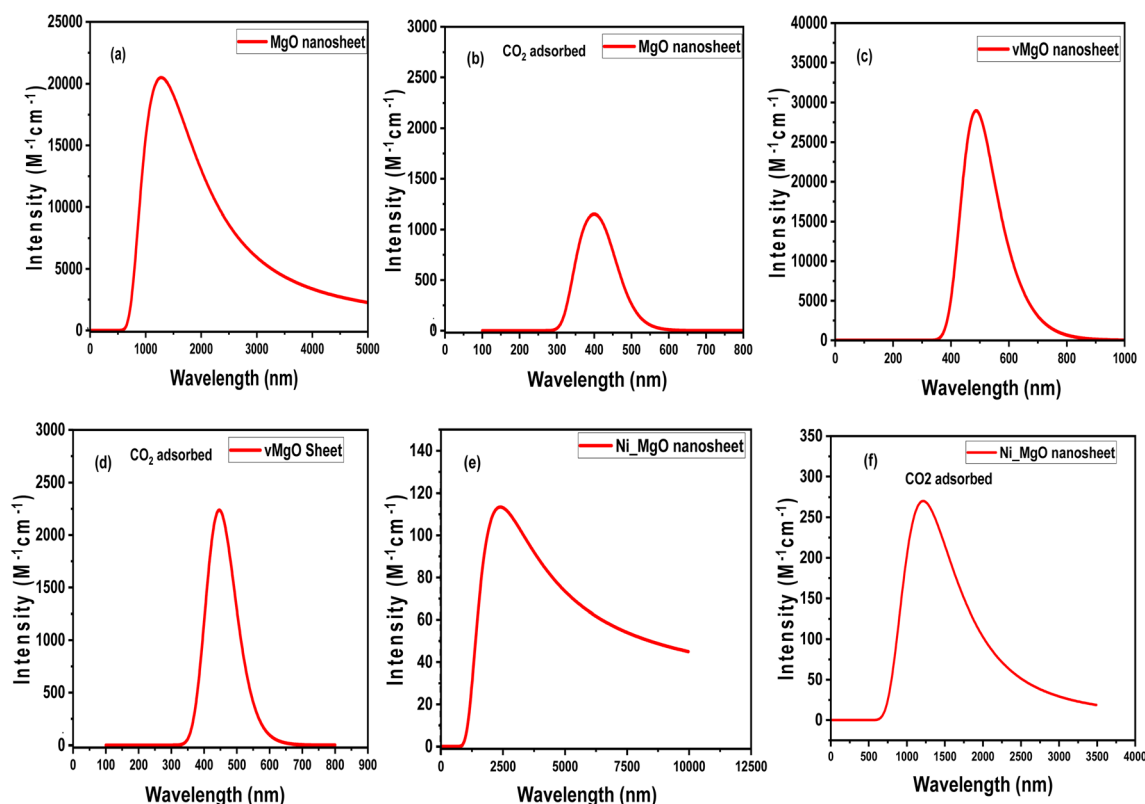 (a)
MgO nanosheet
25000
20000
15000
10000
5000
0
0 1000 2000 3000 4000 5000
Intensity (M⁻¹cm⁻¹)
Wavelength (nm)
(b) CO₂ adsorbed
MgO nanosheet
3000
2500
2000
1500
1000
500
0
0 100 200 300 400 500 600 700 800
Intensity (M⁻¹cm⁻¹)
Wavelength (nm)
(c)
vMgO nanosheet
40000
35000
30000
25000
20000
15000
10000
5000
0
0 200 400 600 800 1000
Intensity (M⁻¹cm⁻¹)
Wavelength (nm)
(d) CO₂ adsorbed
vMgO Sheet
3000
2500
2000
1500
1000
500
0
0 100 200 300 400 500 600 700 800 900
Intensity (M⁻¹cm⁻¹)
Wavelength (nm)
(e)
Ni_MgO nanosheet
140
120
100
80
60
40
20
0
0 2500 5000 7500 10000 12500
Intensity (M⁻¹cm⁻¹)
Wavelength (nm)
(f)
Ni_MgO nanosheet
CO2 adsorbed
350
300
250
200
150
100
50
0
0 500 1000 1500 2000 2500 3000 3500 4000
Intensity (M⁻¹cm⁻¹)
Wavelength (nm)